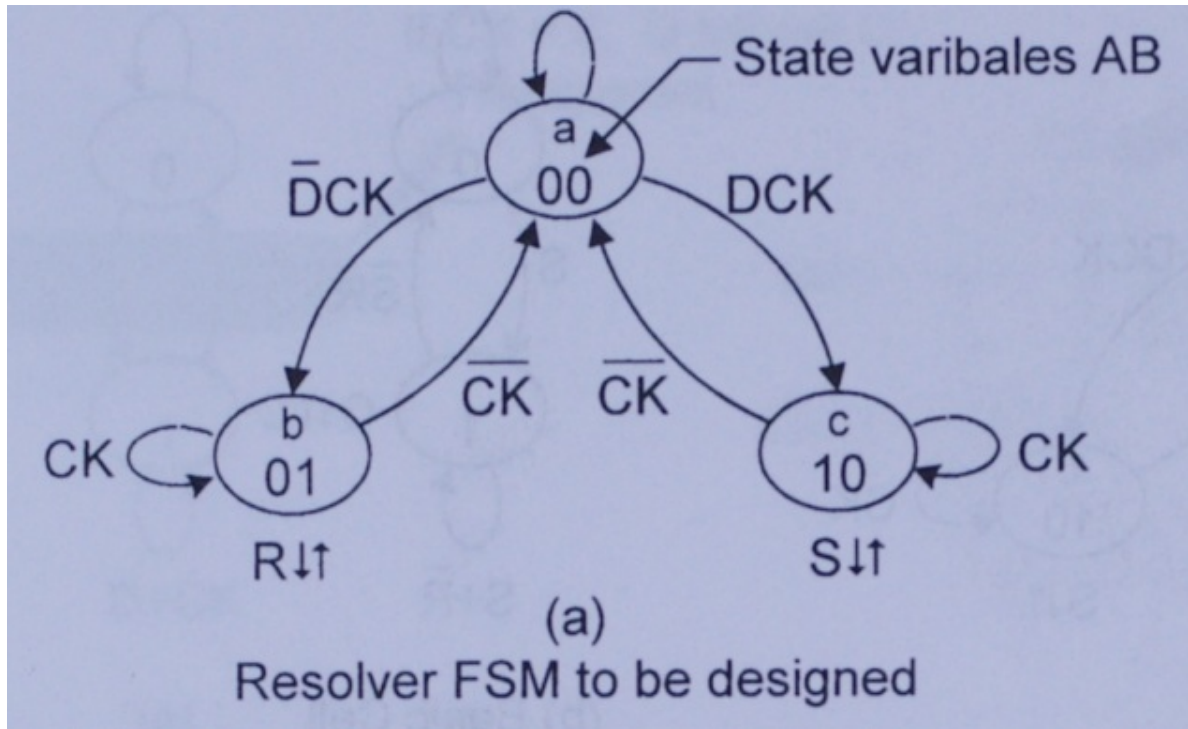 State varibales AB
a
00
D̅CK
DCK
C̅K̅
C̅K̅
CK
b
01
c
10
CK
R↓↑
S↓↑
(a)
Resolver FSM to be designed